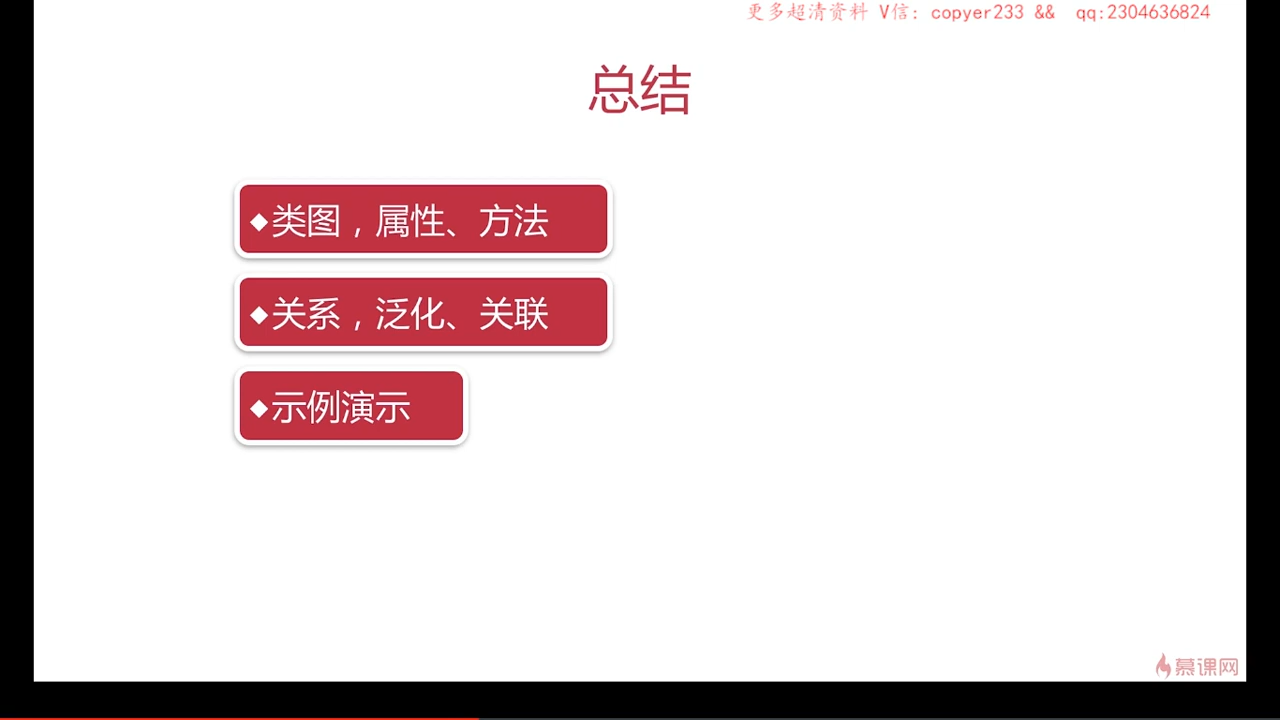 更多超清资料 V信: copyer233 &&  qq:2304636824
总结
◆类图，属性、方法
◆关系，泛化、关联
◆示例演示
慕课网